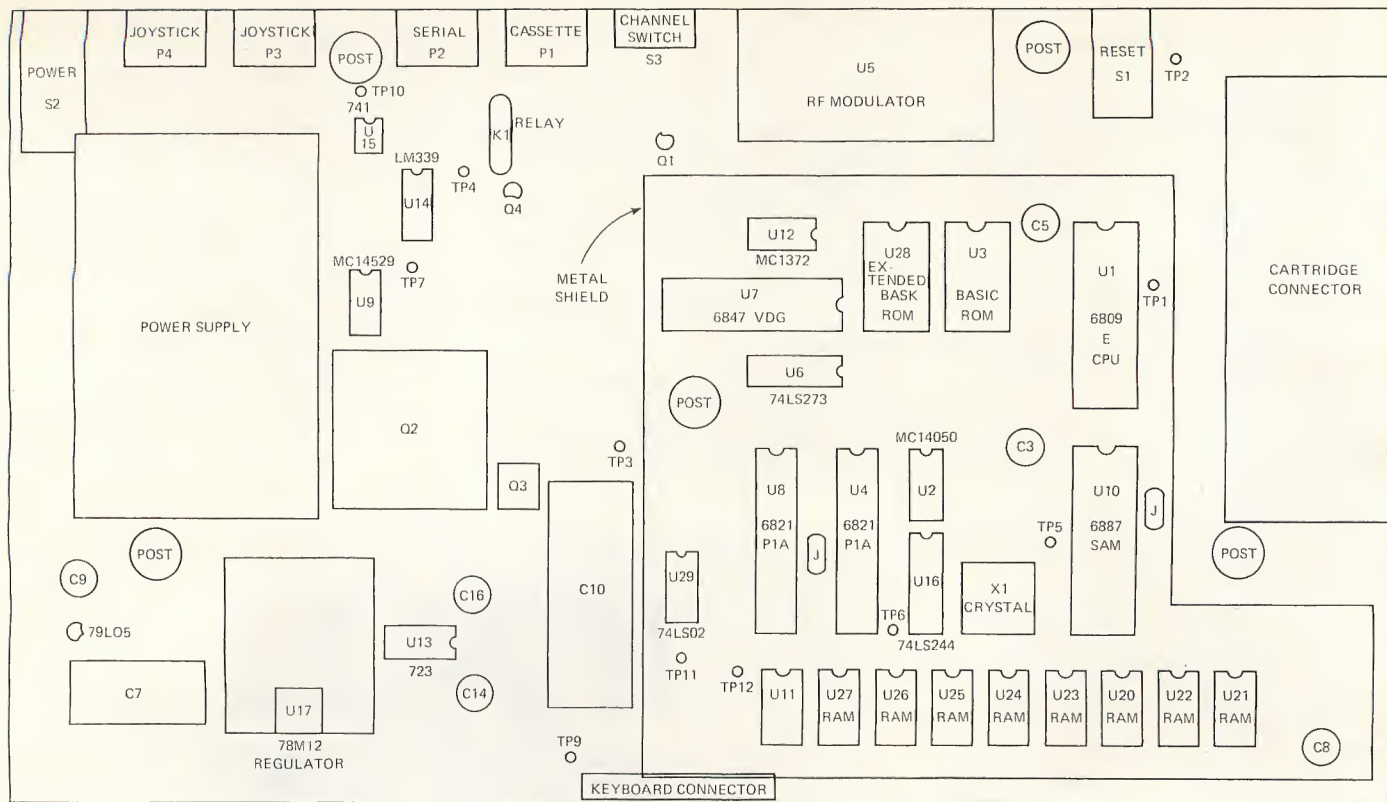 JOYSTICK
P4
JOYSTICK
P3
SERIAL
P2
CASSETTE
P1
CHANNEL
SWITCH
S3
POST
POWER
S2
U5
RF MODULATOR
POST
RESET
S1
TP2
TP10
741
U
15
K1
RELAY
Q1
LM339
U14
TP4
Q4
METAL
SHIELD
MC14529
U9
TP7
POWER SUPPLY
U12
MC1372
U7
6847 VDG
U6
74LS273
U28
EX-
TENDED
BASK
ROM
U3
BASIC
ROM
C5
U1
6809
E
CPU
TP1
CARTRIDGE
CONNECTOR
POST
Q2
Q3
TP3
MC14050
U2
C3
U8
6821
P1A
J
U4
6821
P1A
U10
6887
SAM
J
TP5
POST
POST
C9
79LO5
C7
U17
78M12
REGULATOR
C16
U13
723
C14
C10
TP9
U29
74LS02
TP11
TP12
TP6
U16
74LS244
X1
CRYSTAL
U11
U27
RAM
U26
RAM
U25
RAM
U24
RAM
U23
RAM
U20
RAM
U22
RAM
U21
RAM
C8
KEYBOARD CONNECTOR